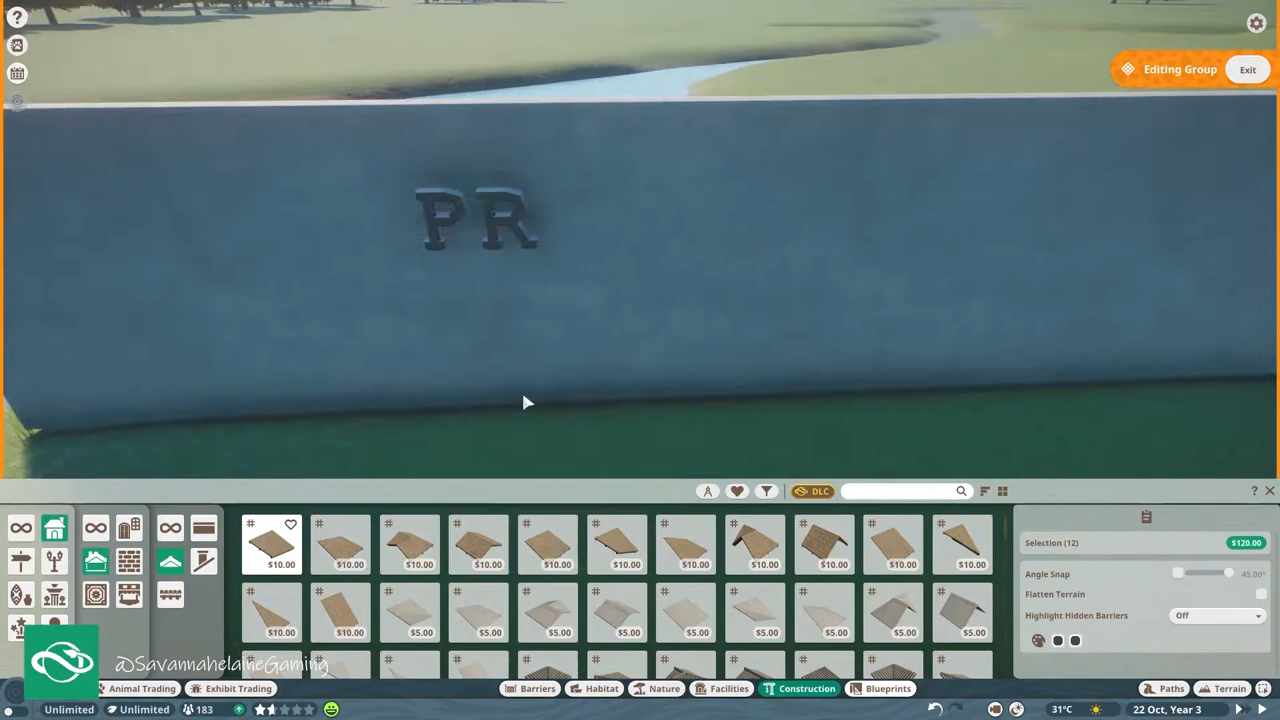 Editing Group
Exit
PR
DLC
$10.00 $10.00 $10.00 $10.00 $10.00 $10.00 $10.00 $10.00 $10.00 $10.00 $10.00
$10.00 $10.00 $5.00 $5.00 $5.00 $5.00 $5.00 $5.00 $5.00 $5.00 $5.00
Selection (12)
$120.00
Angle Snap
45.00°
Flatten Terrain
Highlight Hidden Barriers
Off
@SavannahelaineGaming
Animal Trading
Exhibit Trading
Barriers
Habitat
Nature
Facilities
Construction
Blueprints
Paths
Terrain
Unlimited
Unlimited
183
31°C
22 Oct, Year 3